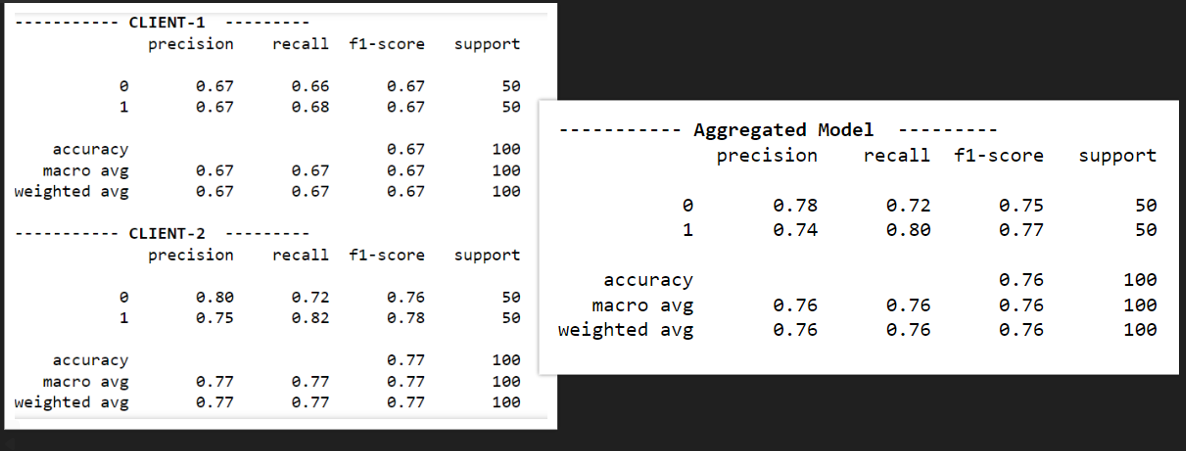 ----------- CLIENT-1 ---------
precision recall f1-score support
0 0.67 0.66 0.67 50
1 0.67 0.68 0.67 50
accuracy 0.67 100
macro avg 0.67 0.67 0.67 100
weighted avg 0.67 0.67 0.67 100
----------- CLIENT-2 ---------
precision recall f1-score support
0 0.80 0.72 0.76 50
1 0.75 0.82 0.78 50
accuracy 0.77 100
macro avg 0.77 0.77 0.77 100
weighted avg 0.77 0.77 0.77 100
----------- Aggregated Model ---------
precision recall f1-score support
0 0.78 0.72 0.75 50
1 0.74 0.80 0.77 50
accuracy 0.76 100
macro avg 0.76 0.76 0.76 100
weighted avg 0.76 0.76 0.76 100